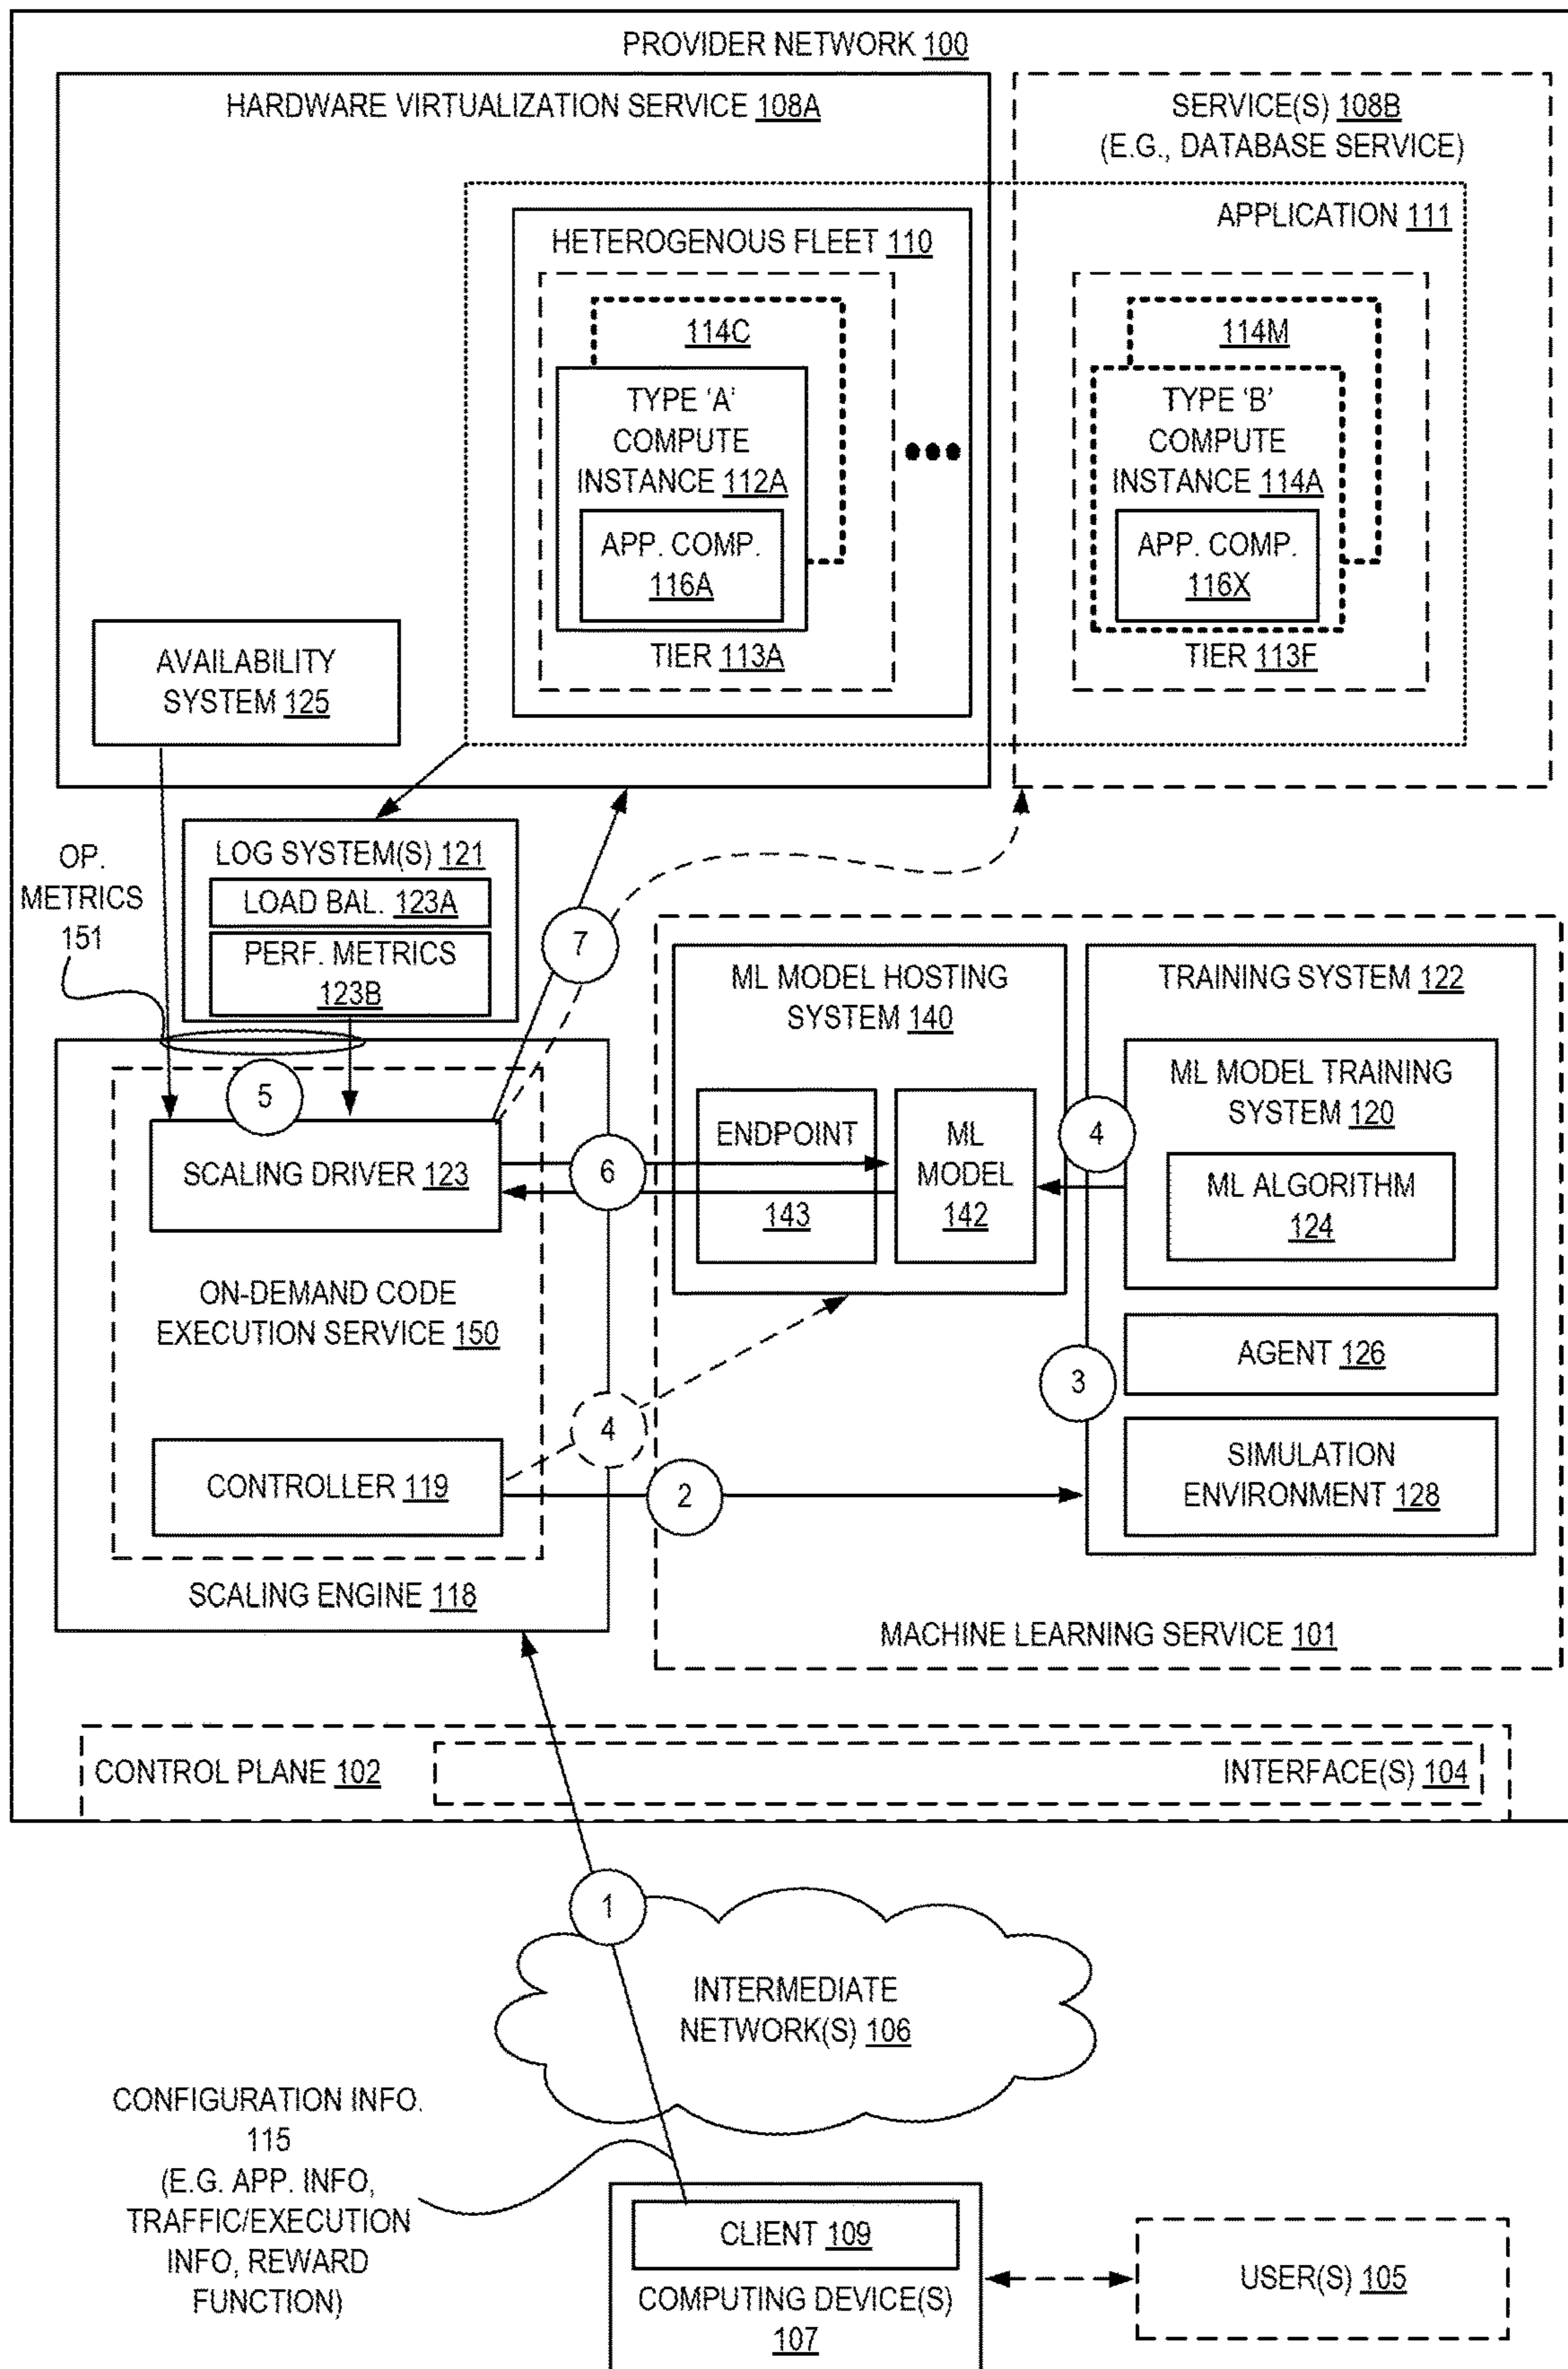 PROVIDER NETWORK 100
HARDWARE VIRTUALIZATION SERVICE 108A
SERVICE(S) 108B
(E.G., DATABASE SERVICE)
APPLICATION 111
HETEROGENOUS FLEET 110
114C
TYPE ‘A’
COMPUTE
INSTANCE 112A
APP. COMP.
116A
TIER 113A
114M
TYPE ‘B’
COMPUTE
INSTANCE 114A
APP. COMP.
116X
TIER 113F
AVAILABILITY
SYSTEM 125
OP.
METRICS
151
LOG SYSTEM(S) 121
LOAD BAL. 123A
PERF. METRICS
123B
7
5
SCALING DRIVER 123
ON-DEMAND CODE
EXECUTION SERVICE 150
CONTROLLER 119
SCALING ENGINE 118
6
4
2
ML MODEL HOSTING
SYSTEM 140
ENDPOINT
143
ML
MODEL
142
4
3
TRAINING SYSTEM 122
ML MODEL TRAINING
SYSTEM 120
ML ALGORITHM
124
AGENT 126
SIMULATION
ENVIRONMENT 128
MACHINE LEARNING SERVICE 101
CONTROL PLANE 102
INTERFACE(S) 104
1
INTERMEDIATE
NETWORK(S) 106
CONFIGURATION INFO.
115
(E.G. APP. INFO,
TRAFFIC/EXECUTION
INFO, REWARD
FUNCTION)
CLIENT 109
COMPUTING DEVICE(S)
107
USER(S) 105